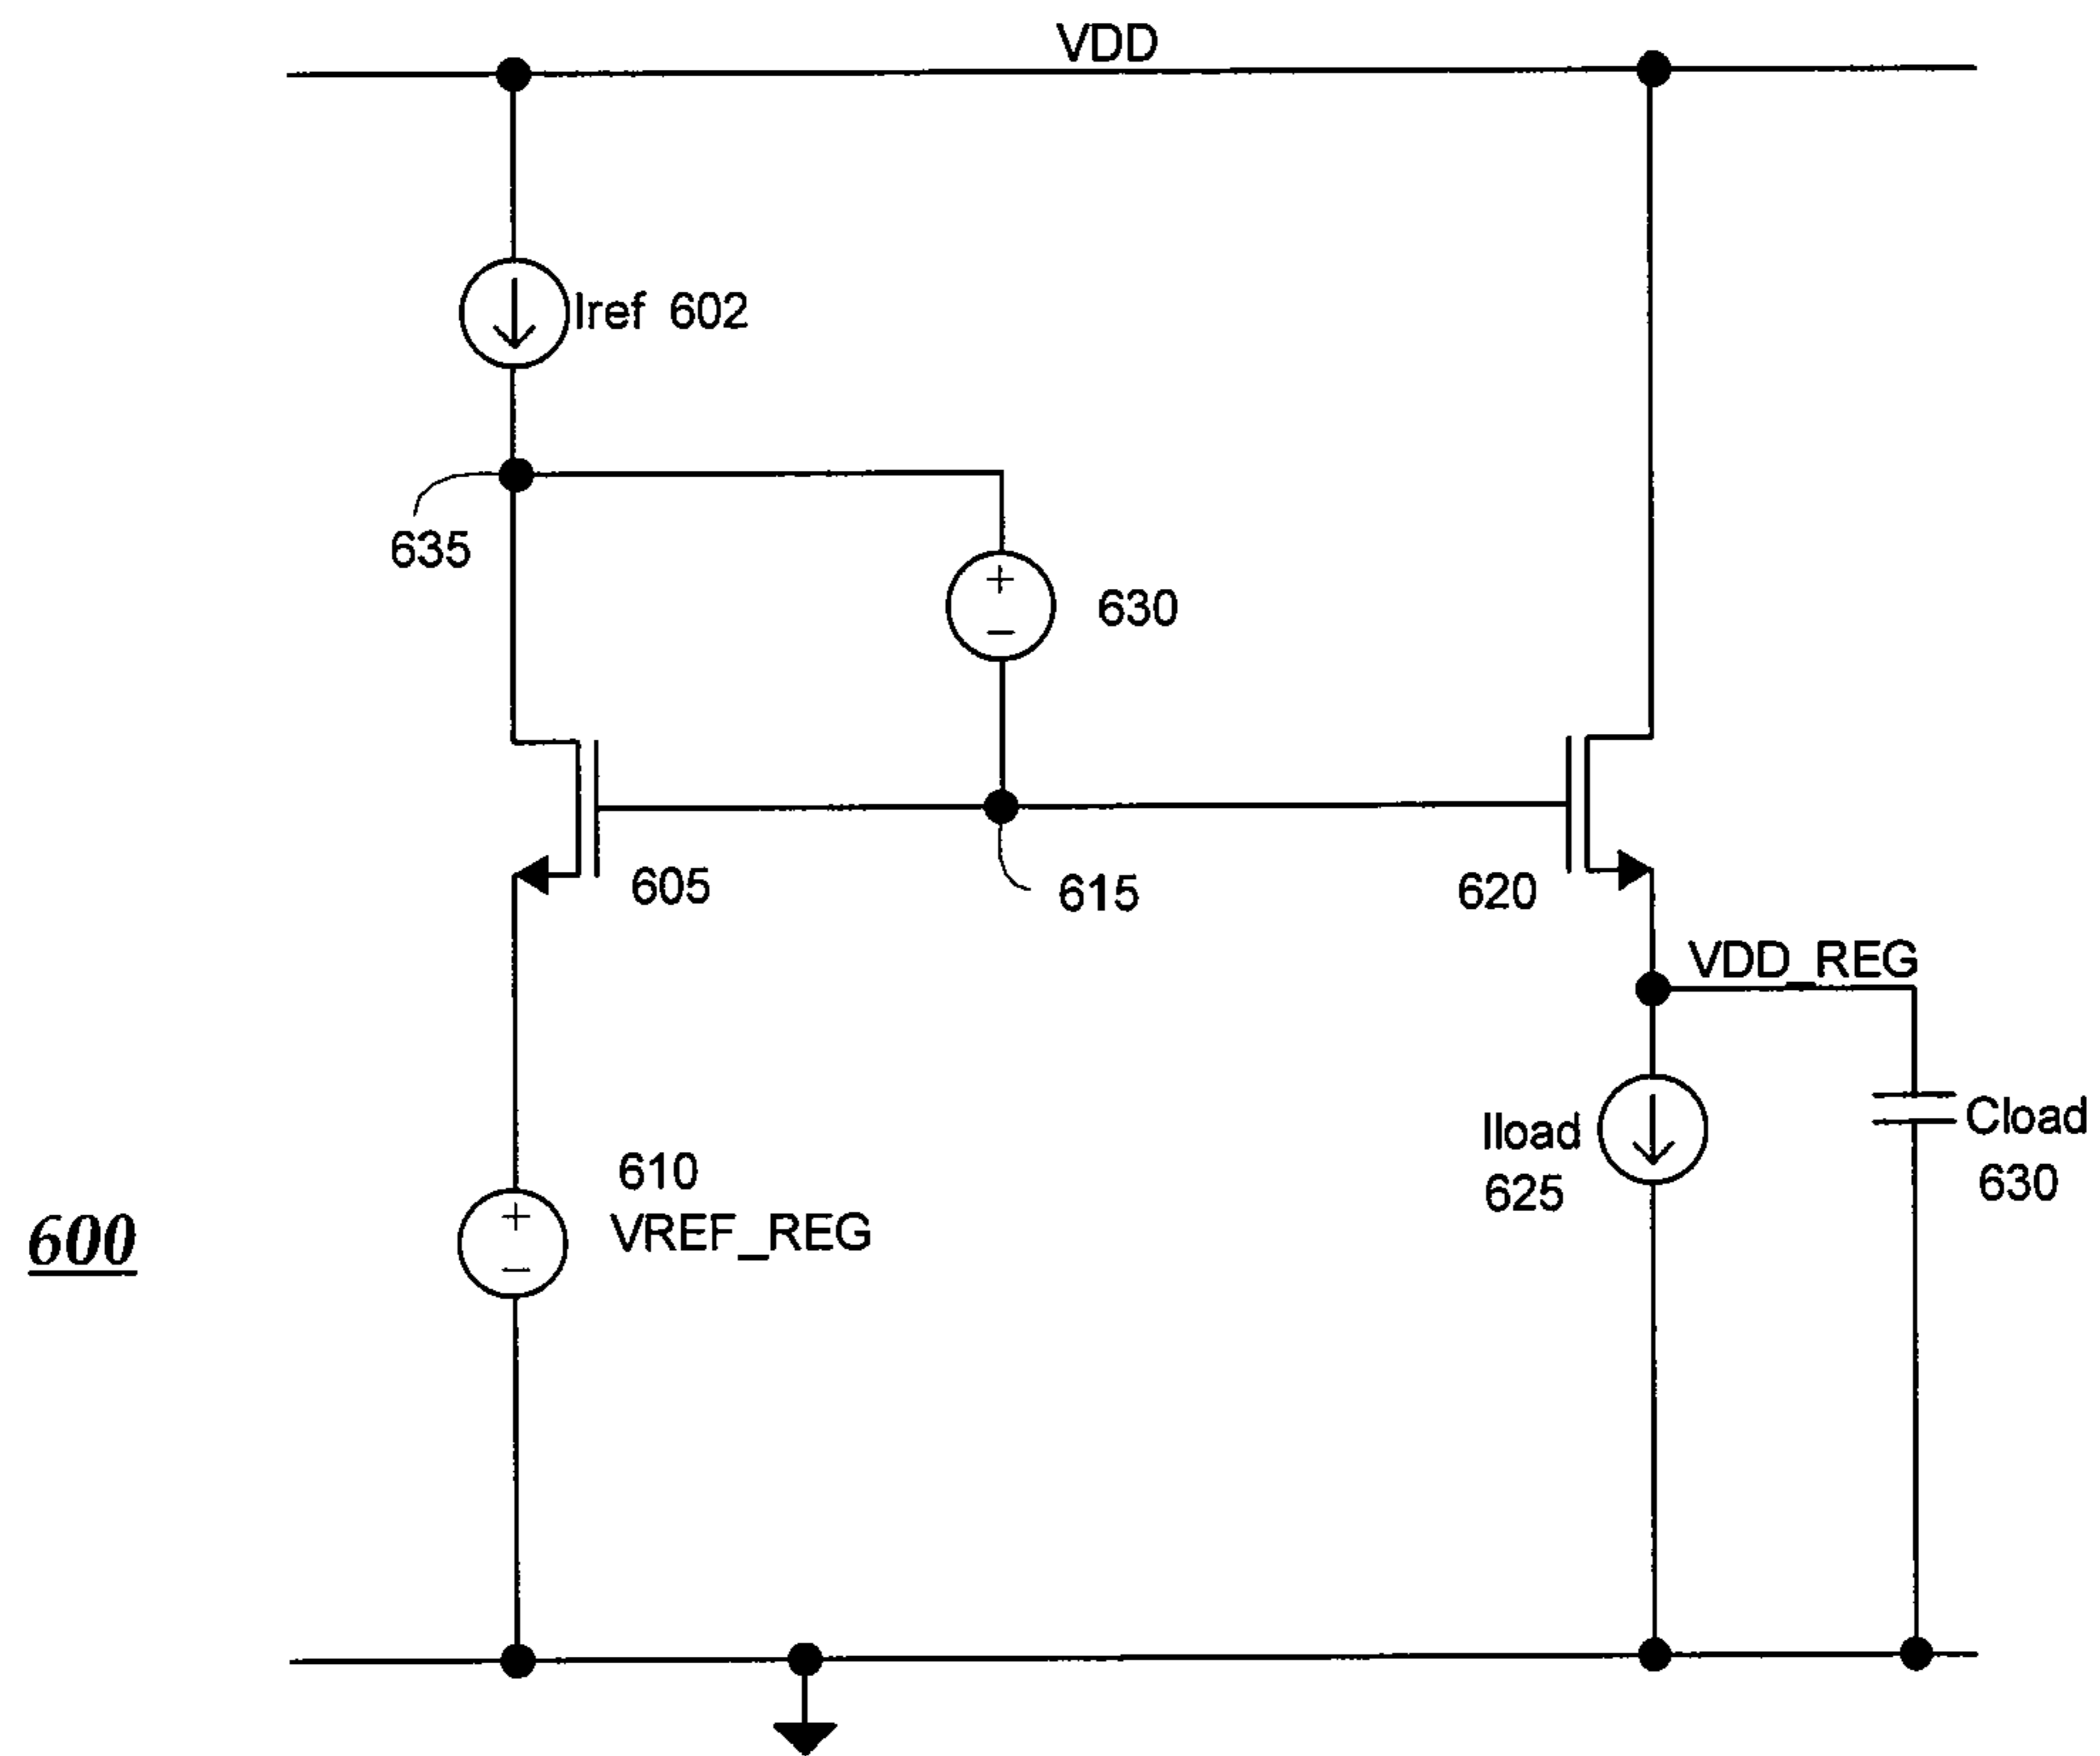 VDD
Iref 602
635
+
−
630
605
615
620
VDD_REG
610
VREF_REG
+
−
Iload
625
Cload
630
600